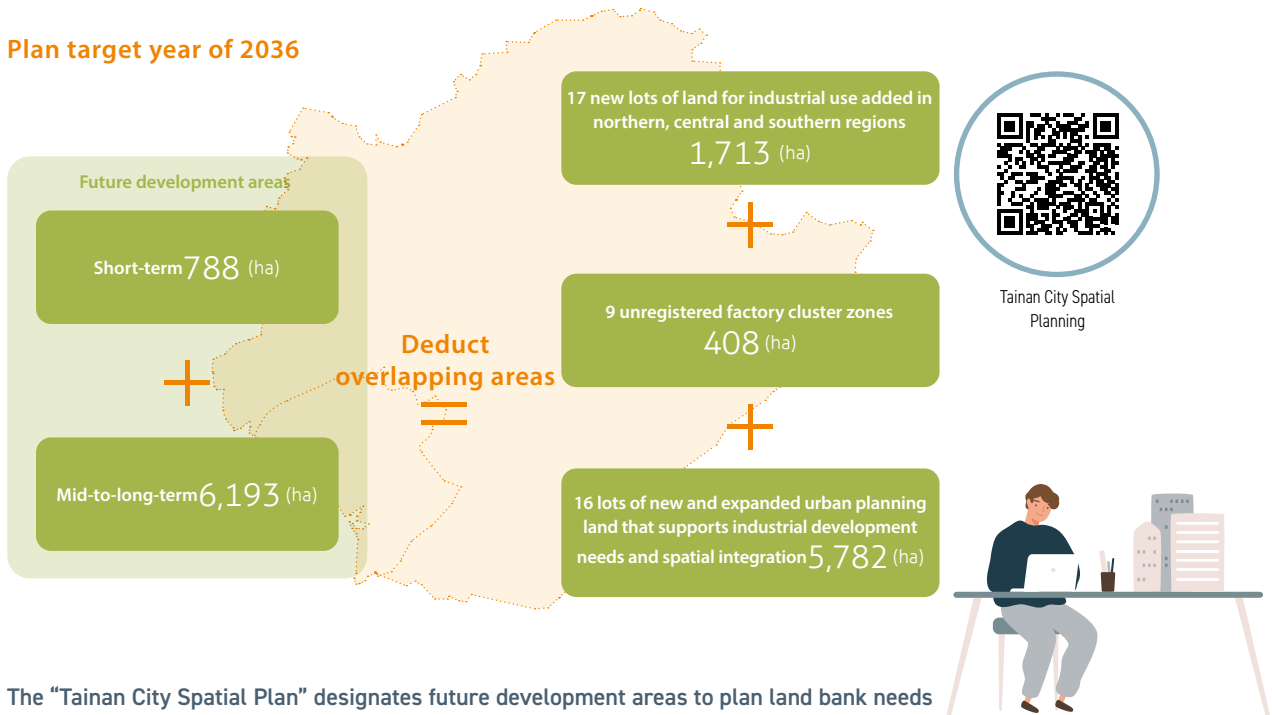 Plan target year of 2036
Future development areas
Short-term 788 (ha)
+
Mid-to-long-term 6,193 (ha)
Deduct
overlapping areas
=
17 new lots of land for industrial use added in
northern, central and southern regions
1,713 (ha)
+
9 unregistered factory cluster zones
408 (ha)
+
16 lots of new and expanded urban planning
land that supports industrial development
needs and spatial integration 5,782 (ha)
Tainan City Spatial
Planning
The “Tainan City Spatial Plan” designates future development areas to plan land bank needs